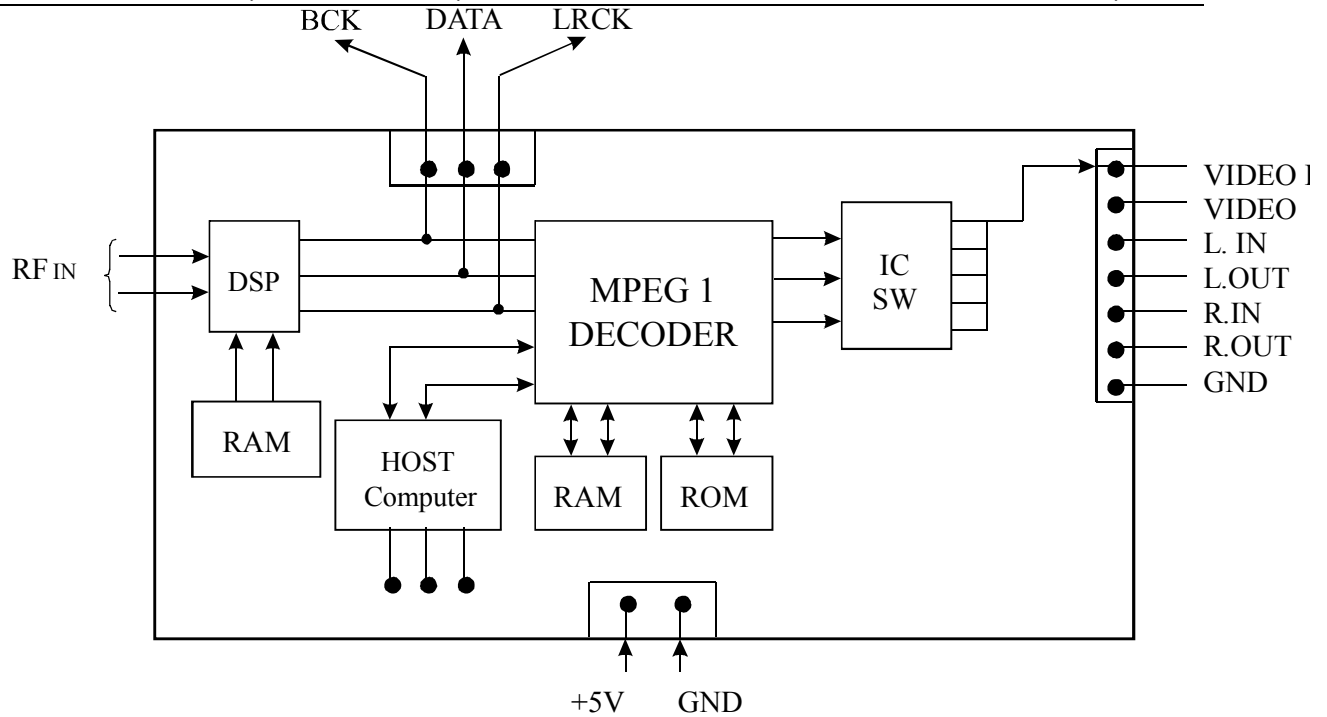 BCK DATA LRCK
VIDEO
VIDEO
RF IN
DSP
MPEG 1
DECODER
IC
SW
L. IN
L.OUT
R.IN
R.OUT
GND
RAM
HOST
Computer
RAM
ROM
+5V GND